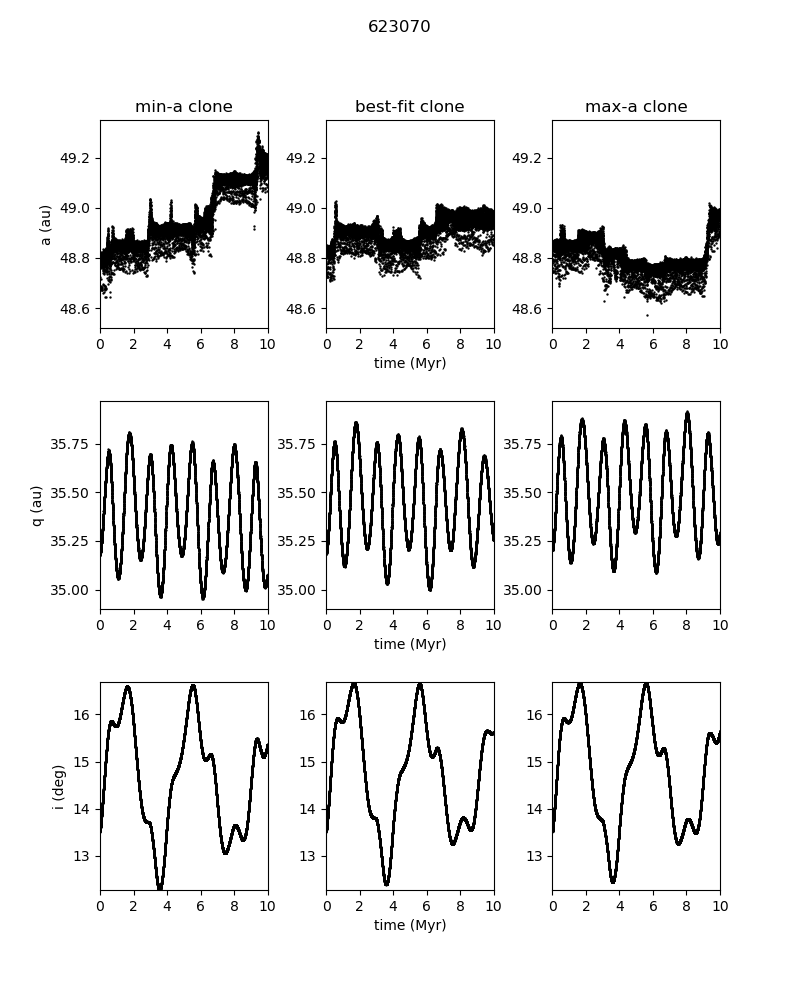 623070
min-a clone best-fit clone max-a clone
49.2 49.2 49.2
49.0 49.0 49.0
a (au)
48.8 48.8 48.8
48.6 48.6 48.6
0 2 4 6 8 10 0 2 4 6 8 10 0 2 4 6 8 10
time (Myr)
35.75 35.75 35.75
35.50 35.50 35.50
q (au)
35.25 35.25 35.25
35.00 35.00 35.00
0 2 4 6 8 10 0 2 4 6 8 10 0 2 4 6 8 10
time (Myr)
16 16 16
15 15 15
i (deg)
14 14 14
13 13 13
0 2 4 6 8 10 0 2 4 6 8 10 0 2 4 6 8 10
time (Myr)